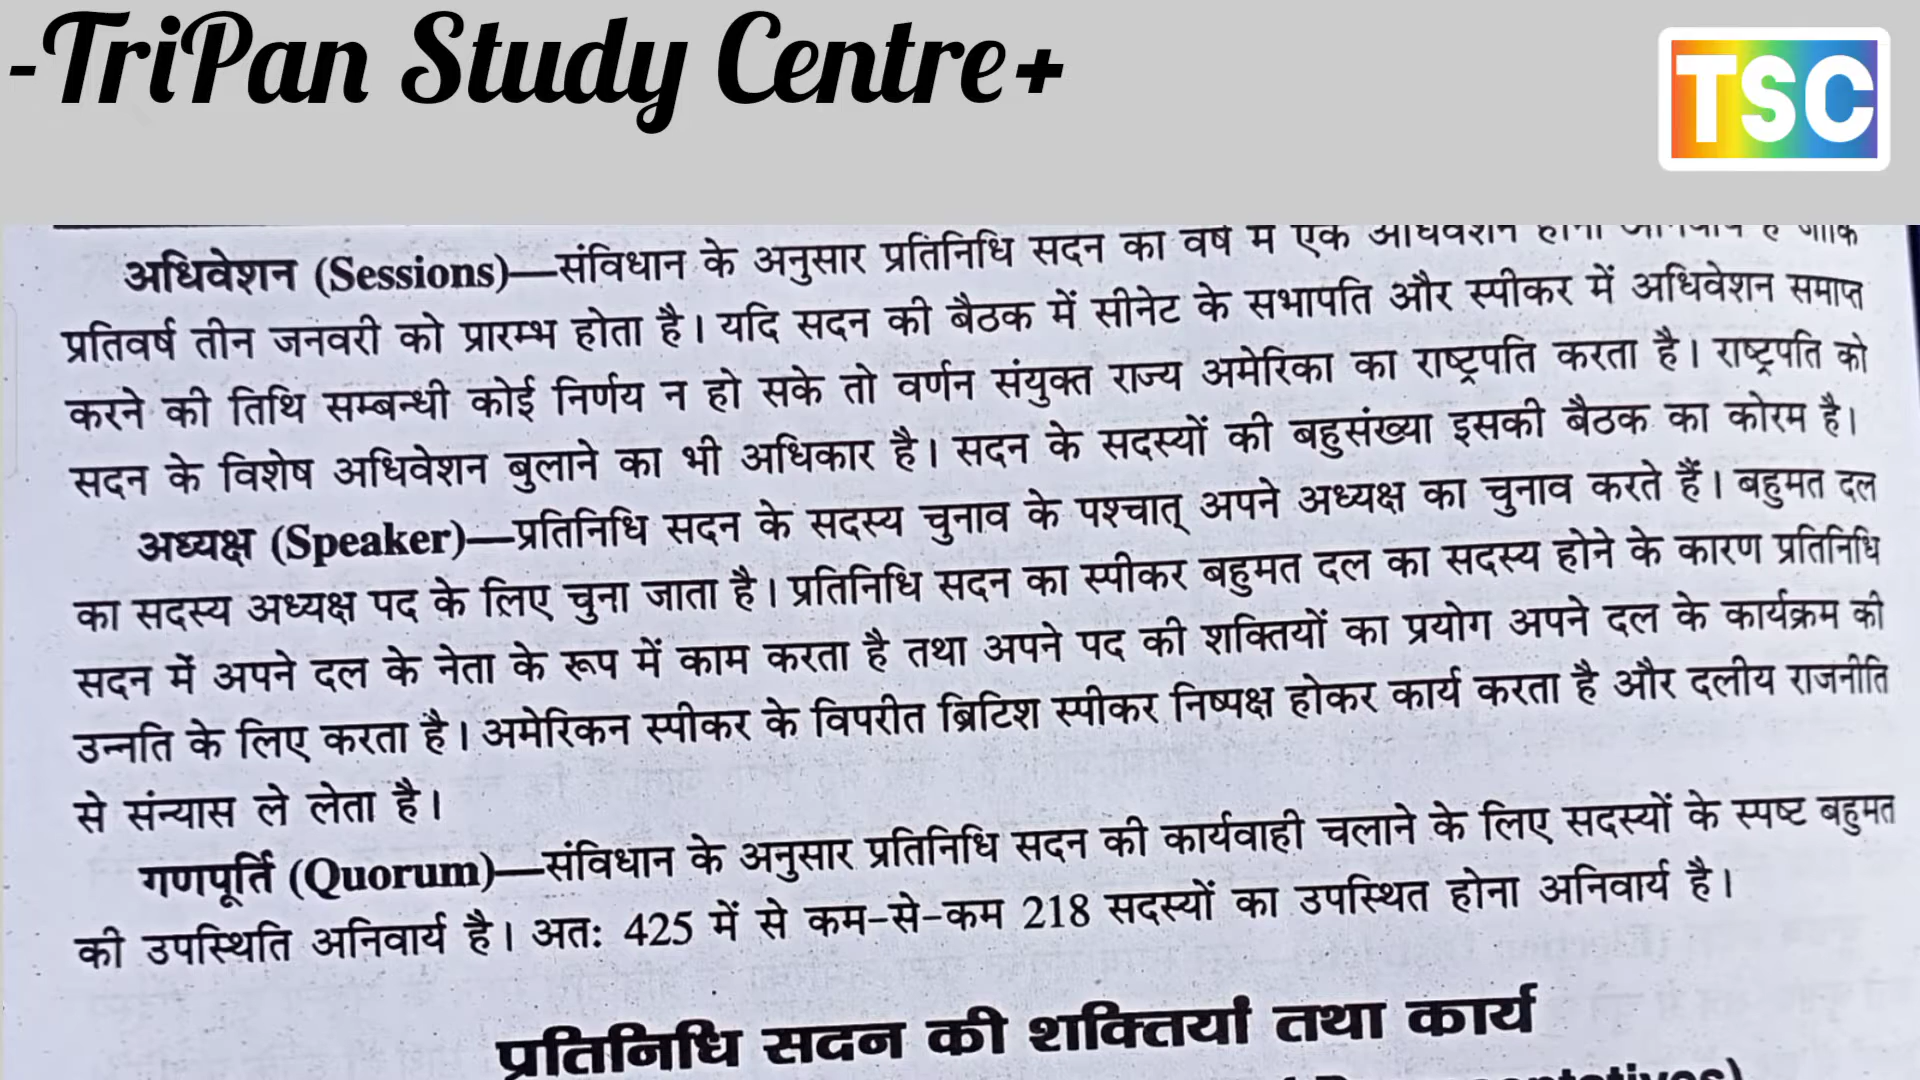 -TriPan Study Centre+
TSC
अधिवेशन (Sessions)—संविधान के अनुसार प्रतिनिधि सदन का वर्ष में एक अधिवेशन होना अनिवार्य है जोकि
प्रतिवर्ष तीन जनवरी को प्रारम्भ होता है। यदि सदन की बैठक में सीनेट के सभापति और स्पीकर में अधिवेशन समाप्त
करने की तिथि सम्बन्धी कोई निर्णय न हो सके तो वर्णन संयुक्त राज्य अमेरिका का राष्ट्रपति करता है। राष्ट्रपति को
सदन के विशेष अधिवेशन बुलाने का भी अधिकार है। सदन के सदस्यों की बहुसंख्या इसकी बैठक का कोरम है।
अध्यक्ष (Speaker)—प्रतिनिधि सदन के सदस्य चुनाव के पश्चात् अपने अध्यक्ष का चुनाव करते हैं। बहुमत दल
का सदस्य अध्यक्ष पद के लिए चुना जाता है। प्रतिनिधि सदन का स्पीकर बहुमत दल का सदस्य होने के कारण प्रतिनिधि
सदन में अपने दल के नेता के रूप में काम करता है तथा अपने पद की शक्तियों का प्रयोग अपने दल के कार्यक्रम की
उन्नति के लिए करता है। अमेरिकन स्पीकर के विपरीत ब्रिटिश स्पीकर निष्पक्ष होकर कार्य करता है और दलीय राजनीति
से संन्यास ले लेता है।
गणपूर्ति (Quorum)—संविधान के अनुसार प्रतिनिधि सदन की कार्यवाही चलाने के लिए सदस्यों के स्पष्ट बहुमत
की उपस्थिति अनिवार्य है। अतः 425 में से कम-से-कम 218 सदस्यों का उपस्थित होना अनिवार्य है।
प्रतिनिधि सदन की शक्तियां तथा कार्य